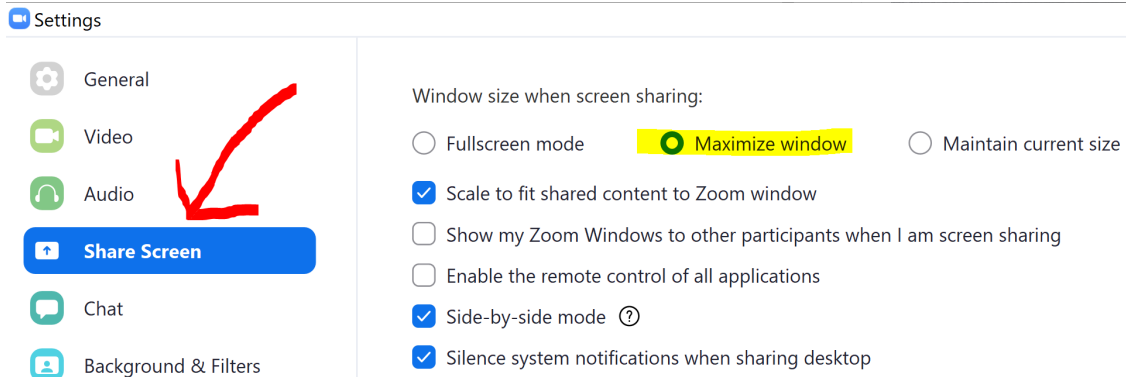 Settings
General
Video
Audio
Share Screen
Chat
Background & Filters
Window size when screen sharing:
Fullscreen mode Maximize window Maintain current size
Scale to fit shared content to Zoom window
Show my Zoom Windows to other participants when I am screen sharing
Enable the remote control of all applications
Side-by-side mode ?
Silence system notifications when sharing desktop